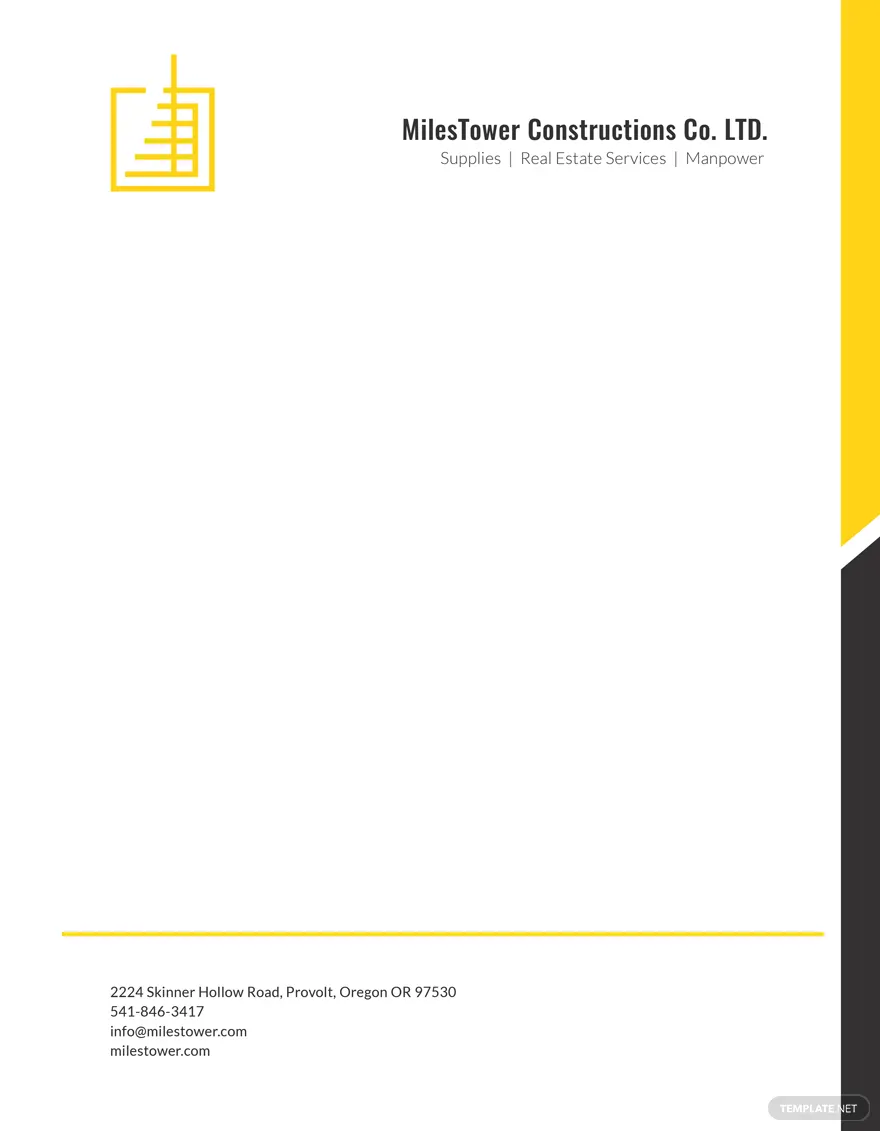 MilesTower Constructions Co. LTD.
Supplies | Real Estate Services | Manpower
2224 Skinner Hollow Road, Provolt, Oregon OR 97530
541-846-3417
info@milestower.com
milestower.com
TEMPLATE.NET